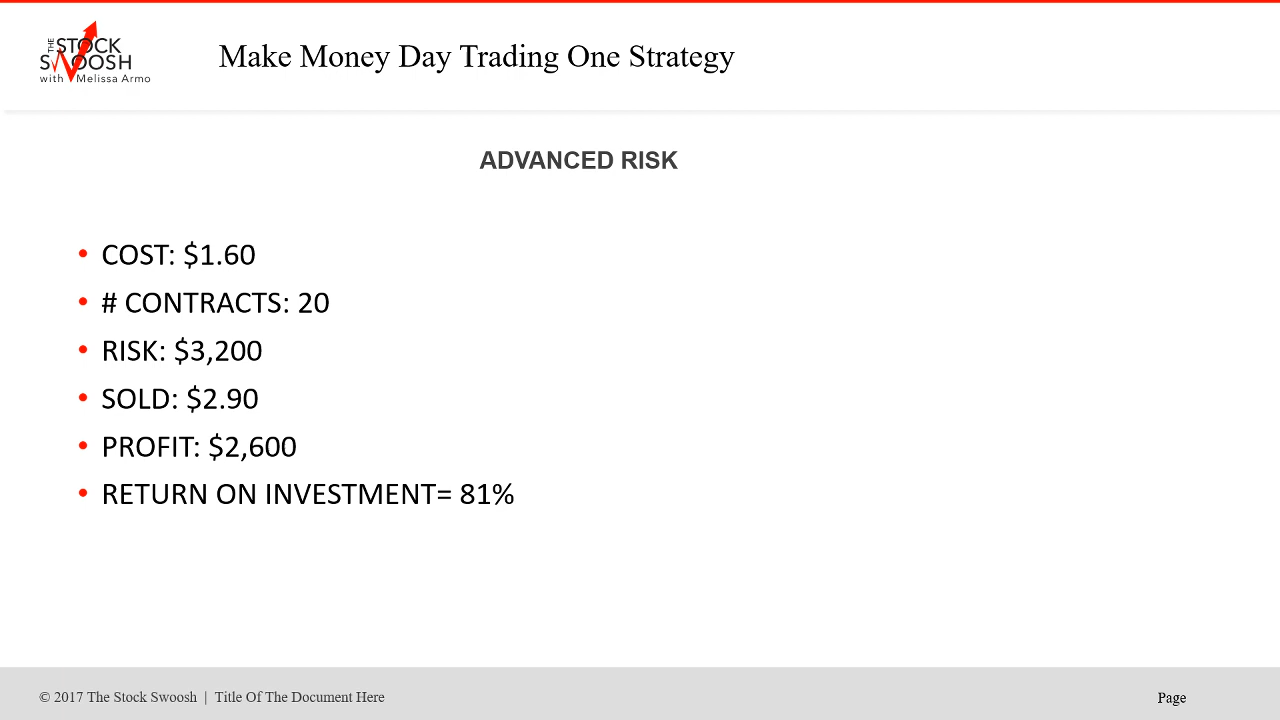 THE STOCK
SWOOSH
with Melissa Armo
Make Money Day Trading One Strategy
ADVANCED RISK
• COST: $1.60
• # CONTRACTS: 20
• RISK: $3,200
• SOLD: $2.90
• PROFIT: $2,600
• RETURN ON INVESTMENT= 81%
© 2017 The Stock Swoosh | Title Of The Document Here
Page